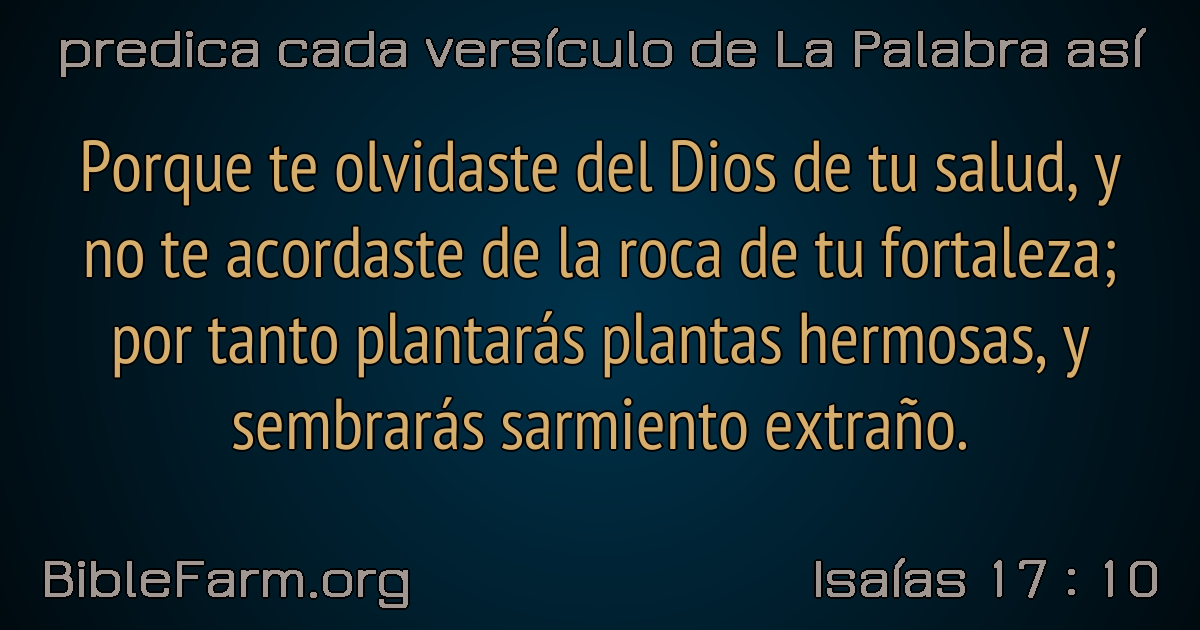 predica cada versículo de La Palabra así
Porque te olvidaste del Dios de tu salud, y
no te acordaste de la roca de tu fortaleza;
por tanto plantarás plantas hermosas, y
sembrarás sarmiento extraño.
BibleFarm.org
Isaías 17 : 10